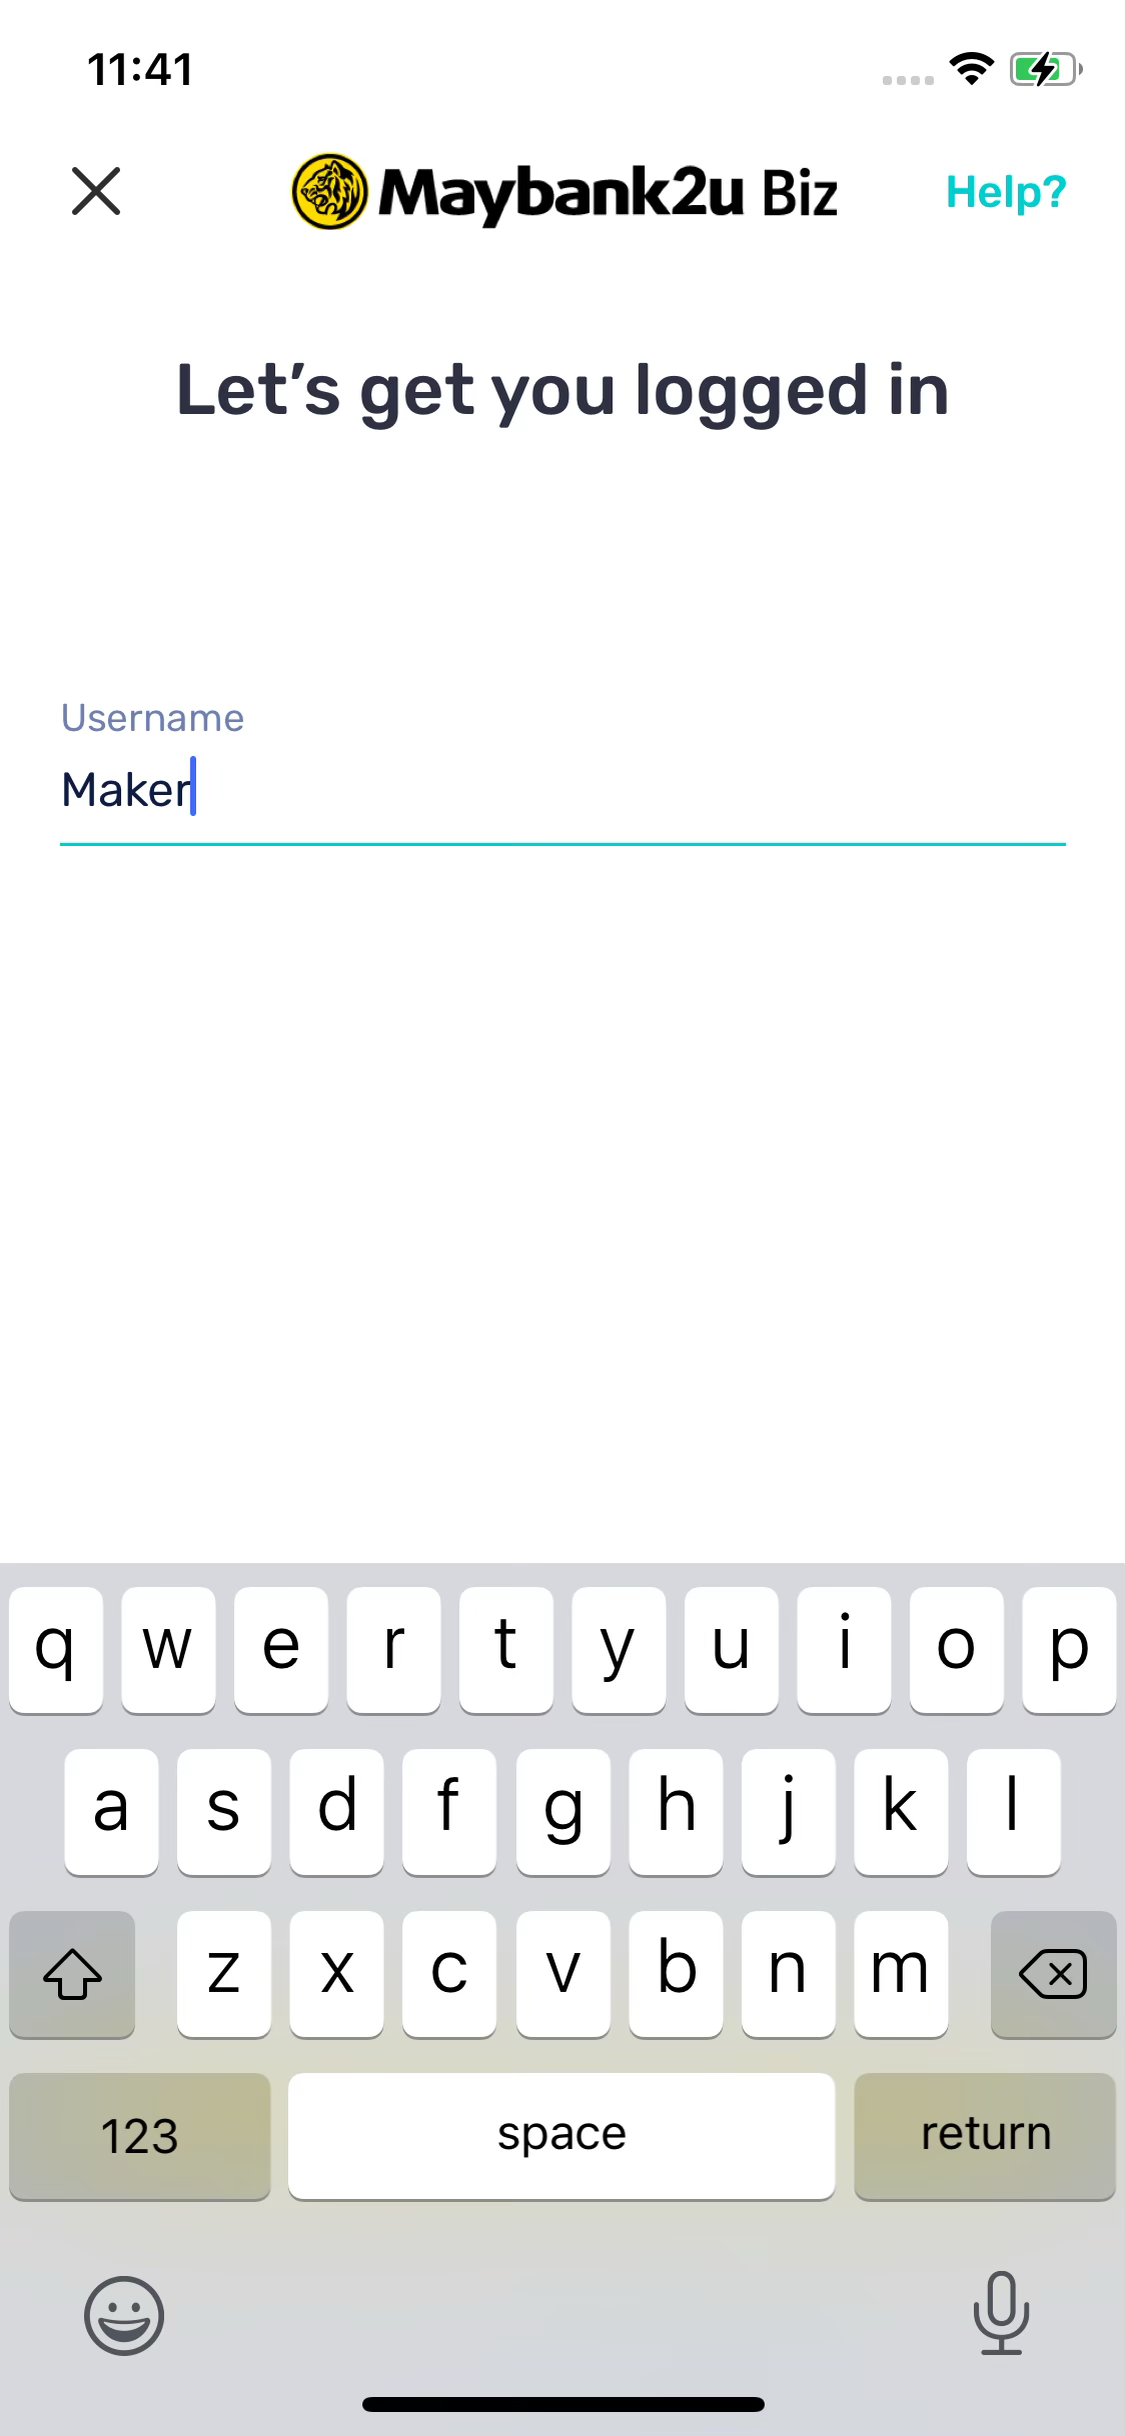 11:41
Maybank2u Biz
Help?
Let’s get you logged in
Username
Maker
q w e r t y u i o p
a s d f g h j k l
z x c v b n m
123 space return